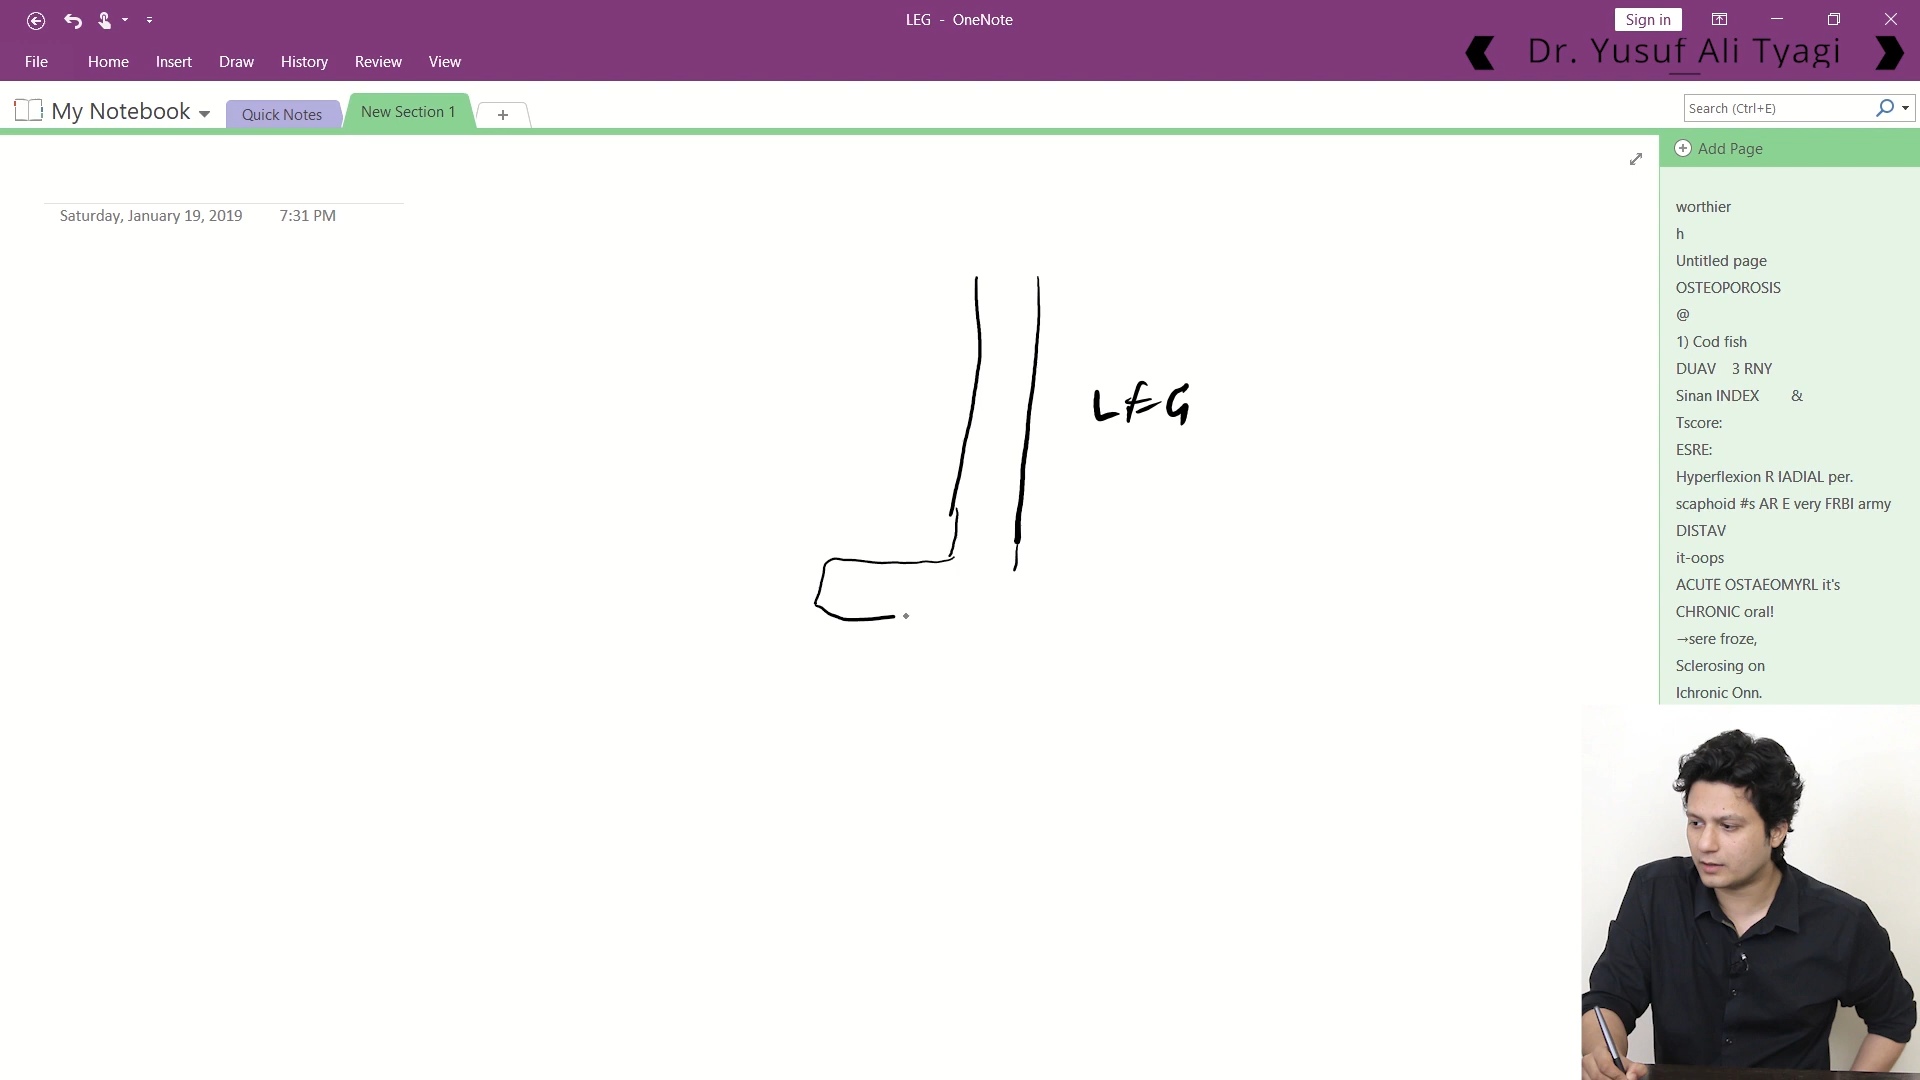 LEG - OneNote
Sign in
File Home Insert Draw History Review View
Dr. Yusuf Ali Tyagi
My Notebook
Quick Notes
New Section 1
+
Search (Ctrl+E)
Add Page
Saturday, January 19, 2019 7:31 PM
LEG
worthier
h
Untitled page
OSTEOPOROSIS
@
1) Cod fish
DUAV 3 RNY
Sinan INDEX &
Tscore:
ESRE:
Hyperflexion R IADIAL per.
scaphoid #s AR E very FRBI army
DISTAV
it-oops
ACUTE OSTAEOMYRL it's
CHRONIC oral!
→sere froze,
Sclerosing on
Ichronic Onn.